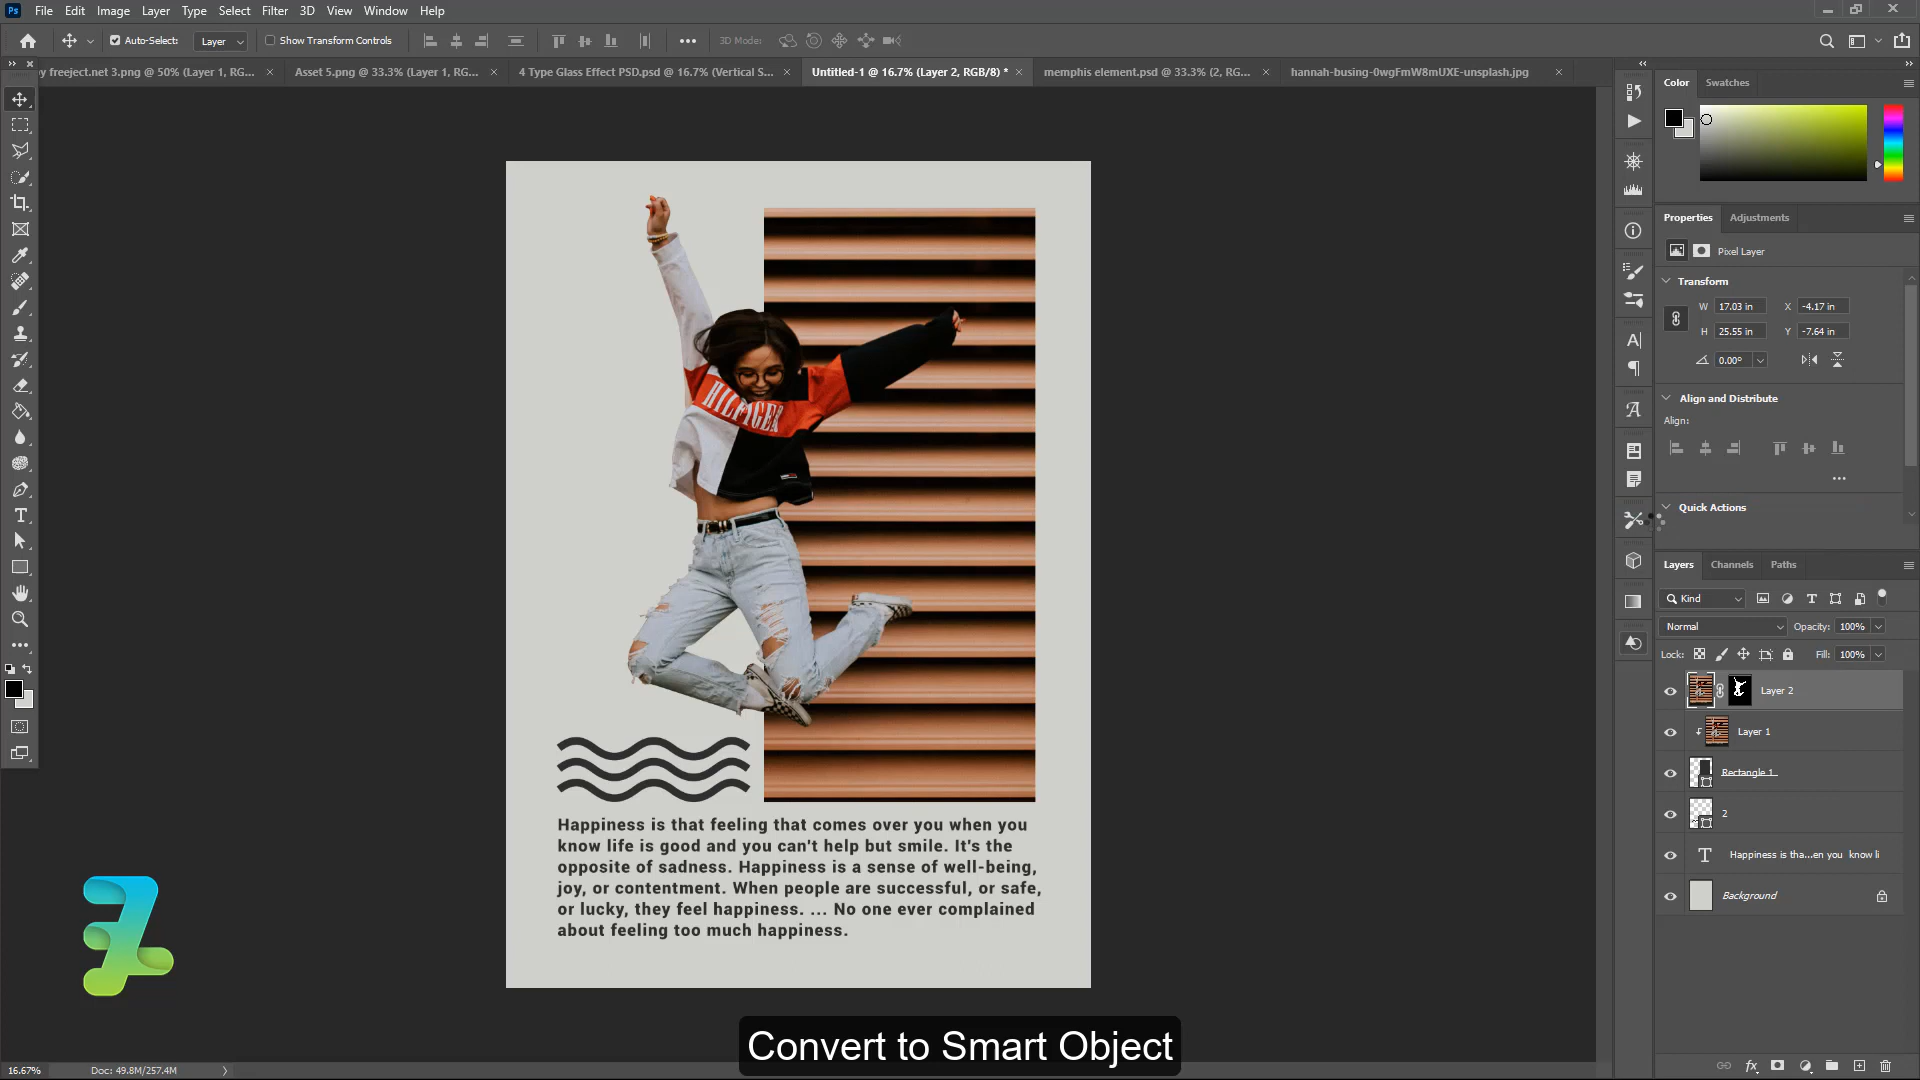 Ps File Edit Image Layer Type Select Filter 3D View Window Help
Auto-Select: Layer Show Transform Controls 3D Mode:
y freeject.net 3.png @ 50% (Layer 1, RG... Asset 5.png @ 33.3% (Layer 1, RG... 4 Type Glass Effect PSD.psd @ 16.7% (Vertical S... Untitled-1 @ 16.7% (Layer 2, RGB/8) * memphis element.psd @ 33.3% (2, RG... hannah-busing-0wgFmW8mUXE-unsplash.jpg
Color Swatches
Properties Adjustments
Pixel Layer
Transform
W 17.03 in X -4.17 in
H 25.55 in Y -7.64 in
0.00°
Align and Distribute
Align:
Quick Actions
Layers Channels Paths
Kind
Normal Opacity: 100%
Lock: Fill: 100%
Layer 2
Layer 1
Rectangle 1
2
Happiness is tha...en you know li
Background
HILFIGER
Happiness is that feeling that comes over you when you
know life is good and you can't help but smile. It's the
opposite of sadness. Happiness is a sense of well-being,
joy, or contentment. When people are successful, or safe,
or lucky, they feel happiness. ... No one ever complained
about feeling too much happiness.
Convert to Smart Object
16.67% Doc: 49.8M/257.4M